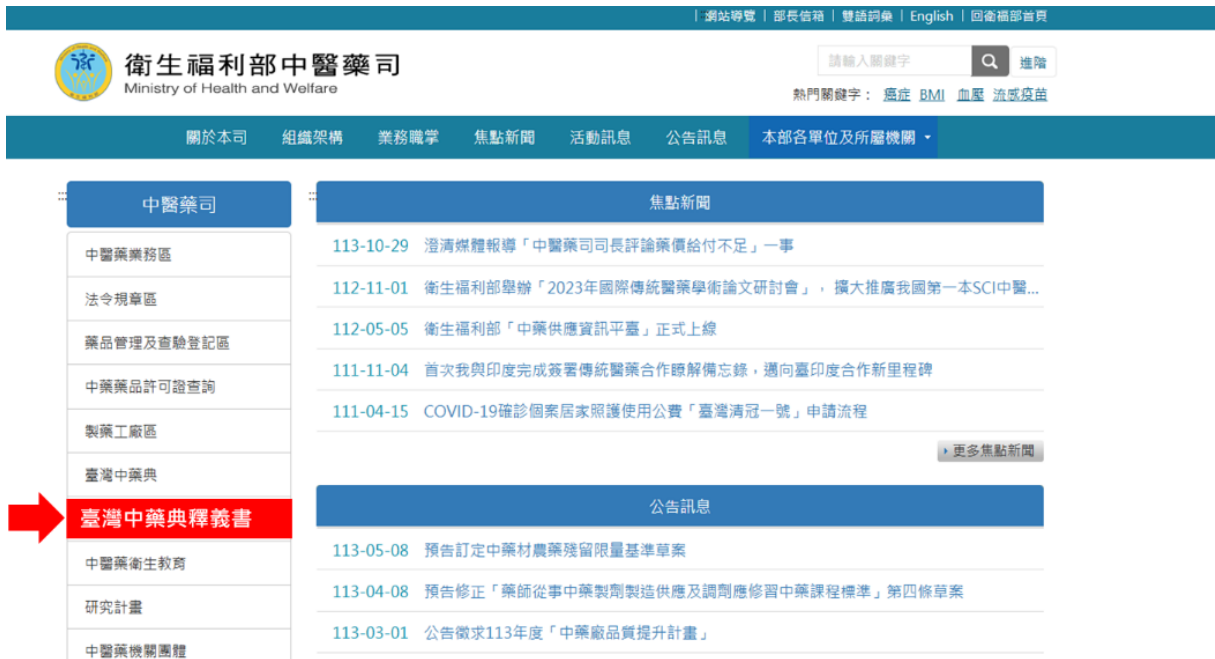 網站導覽 | 部長信箱 | 雙語詞彙 | English | 回衛福部首頁
衛生福利部中醫藥司
Ministry of Health and Welfare
請輸入關鍵字
進階
熱門關鍵字： 癌症 BMI 血壓 流感疫苗
關於本司 組織架構 業務職掌 焦點新聞 活動訊息 公告訊息 本部各單位及所屬機關
中醫藥司
中醫藥業務區
法令規章區
藥品管理及查驗登記區
中藥藥品許可證查詢
製藥工廠區
臺灣中藥典
臺灣中藥典釋義書
中醫藥衛生教育
研究計畫
中醫藥機關團體
焦點新聞
113-10-29 澄清媒體報導「中醫藥司司長評論藥價給付不足」一事
112-11-01 衛生福利部舉辦「2023年國際傳統醫藥學術論文研討會」，擴大推廣我國第一本SCI中醫...
112-05-05 衛生福利部「中藥供應資訊平臺」正式上線
111-11-04 首次我與印度完成簽署傳統醫藥合作瞭解備忘錄，邁向臺印度合作新里程碑
111-04-15 COVID-19確診個案居家照護使用公費「臺灣清冠一號」申請流程
更多焦點新聞
公告訊息
113-05-08 預告訂定中藥材農藥殘留限量基準草案
113-04-08 預告修正「藥師從事中藥製劑製造供應及調劑應修習中藥課程標準」第四條草案
113-03-01 公告徵求113年度「中藥廠品質提升計畫」